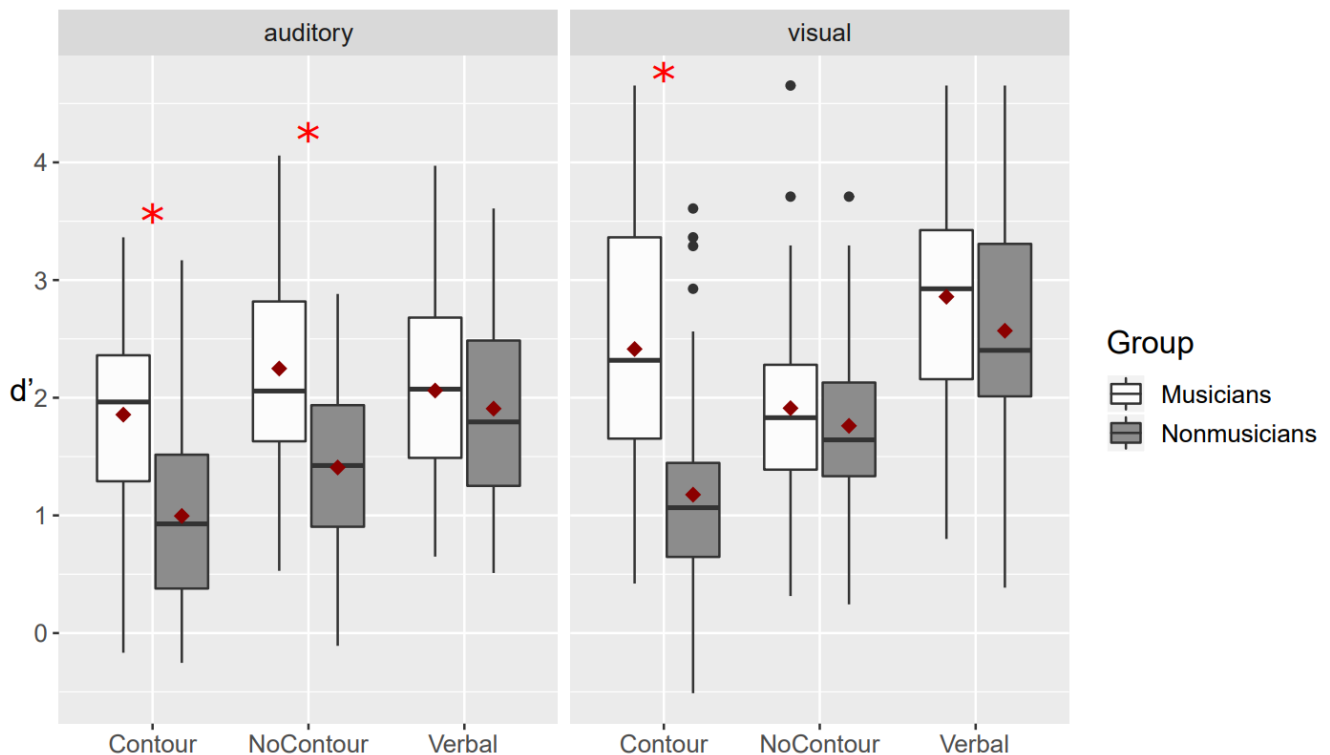 auditory
visual
d’
4
3
2
1
0
Contour
NoContour
Verbal
Contour
NoContour
Verbal
Group
Musicians
Nonmusicians
*
*
*